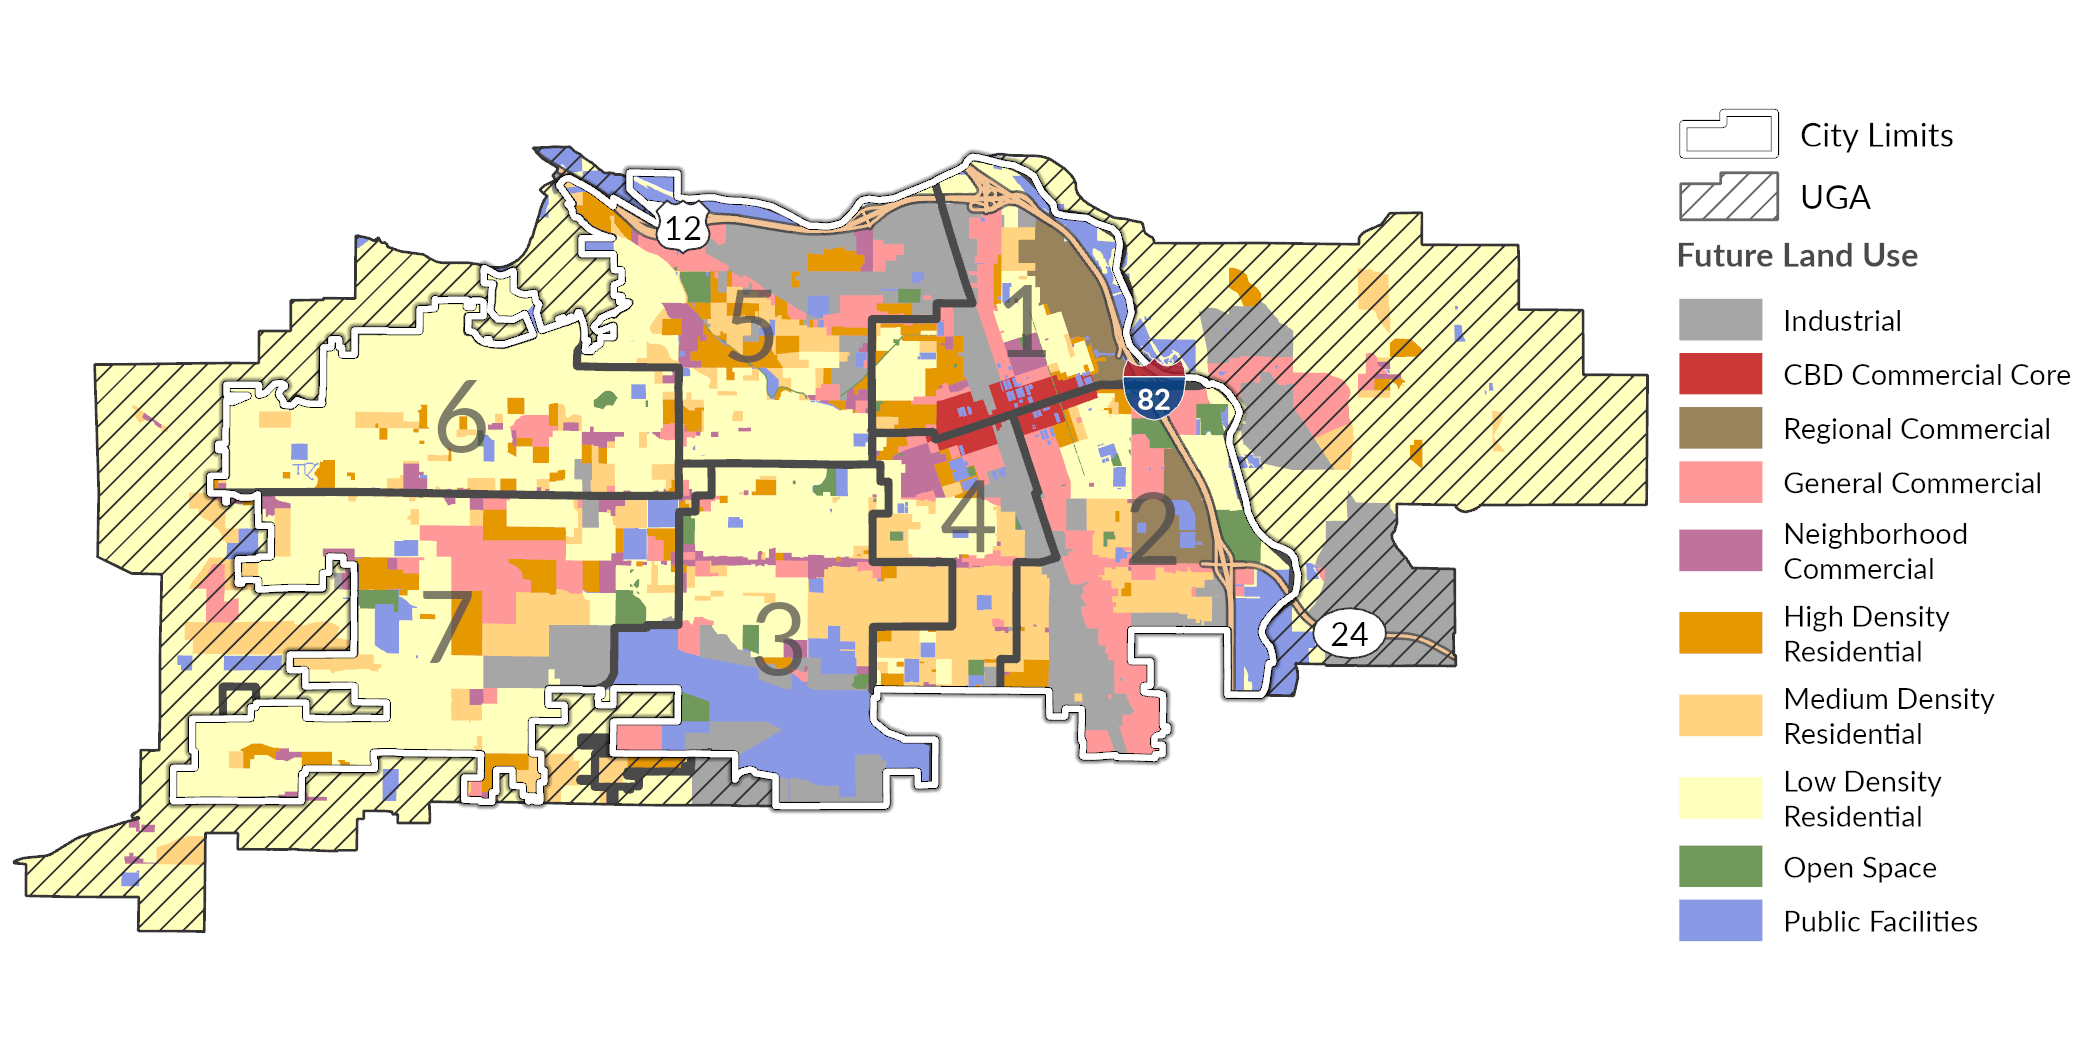 12
5
1
6
82
4
2
7
3
24
City Limits
UGA
Future Land Use
Industrial
CBD Commercial Core
Regional Commercial
General Commercial
Neighborhood
Commercial
High Density
Residential
Medium Density
Residential
Low Density
Residential
Open Space
Public Facilities